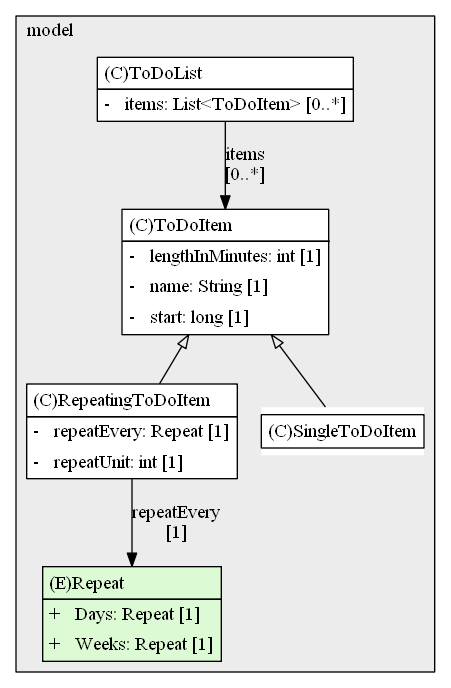 model
(C)ToDoList
- items: List<ToDoItem> [0..*]
items
[0..*]
(C)ToDoItem
- lengthInMinutes: int [1]
- name: String [1]
- start: long [1]
(C)RepeatingToDoItem
- repeatEvery: Repeat [1]
- repeatUnit: int [1]
(C)SingleToDoItem
repeatEvery
[1]
(E)Repeat
+ Days: Repeat [1]
+ Weeks: Repeat [1]